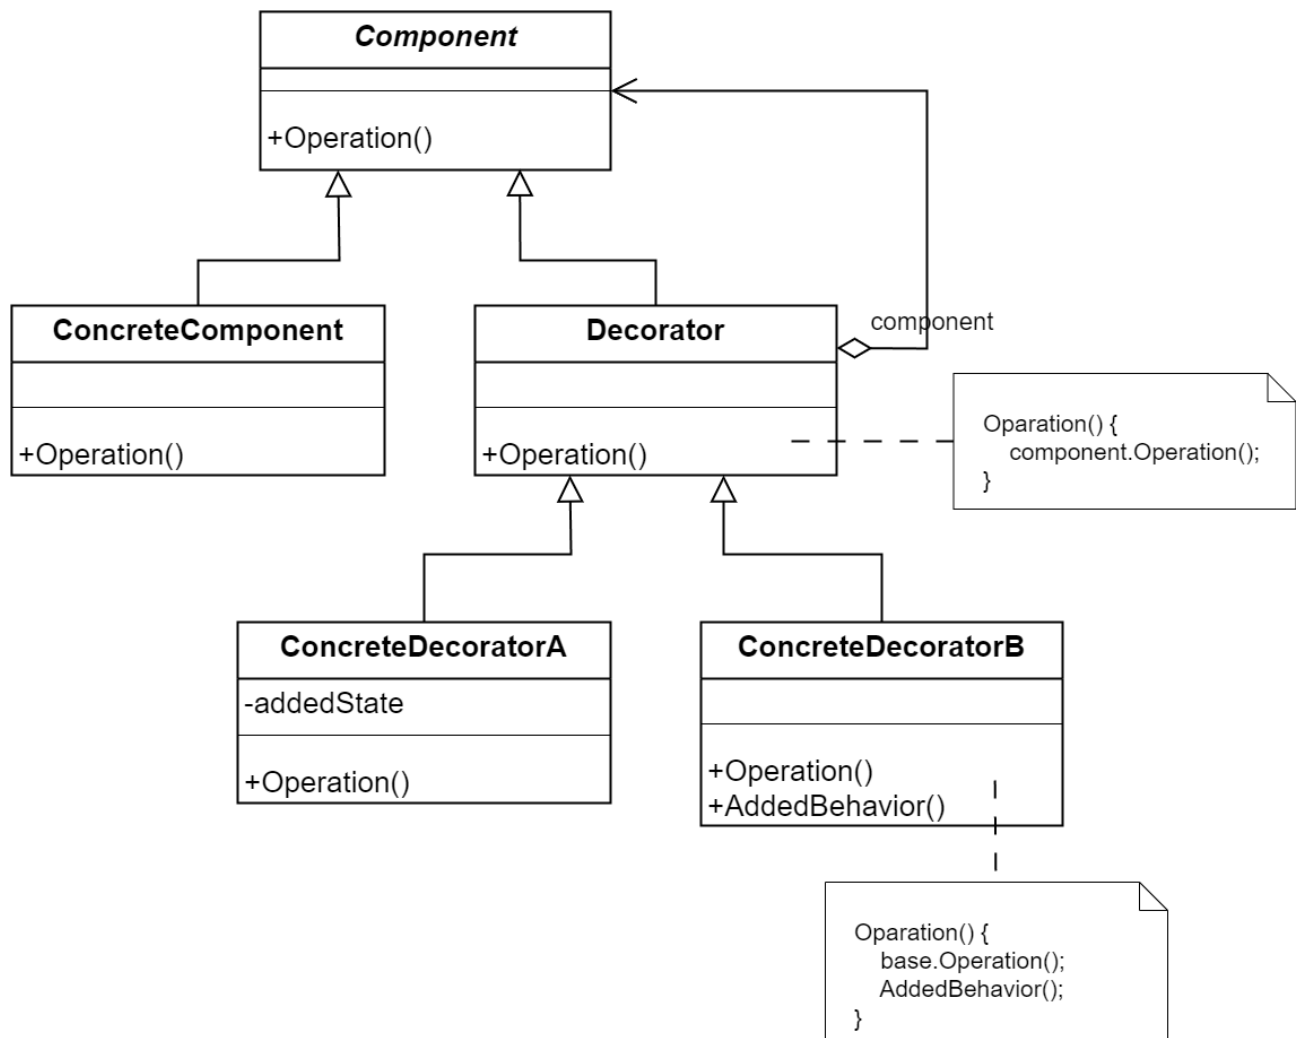 Component
+Operation()
ConcreteComponent
+Operation()
Decorator
+Operation()
component
Oparation() {
component.Operation();
}
ConcreteDecoratorA
-addedState
+Operation()
ConcreteDecoratorB
+Operation()
+AddedBehavior()
Oparation() {
base.Operation();
AddedBehavior();
}